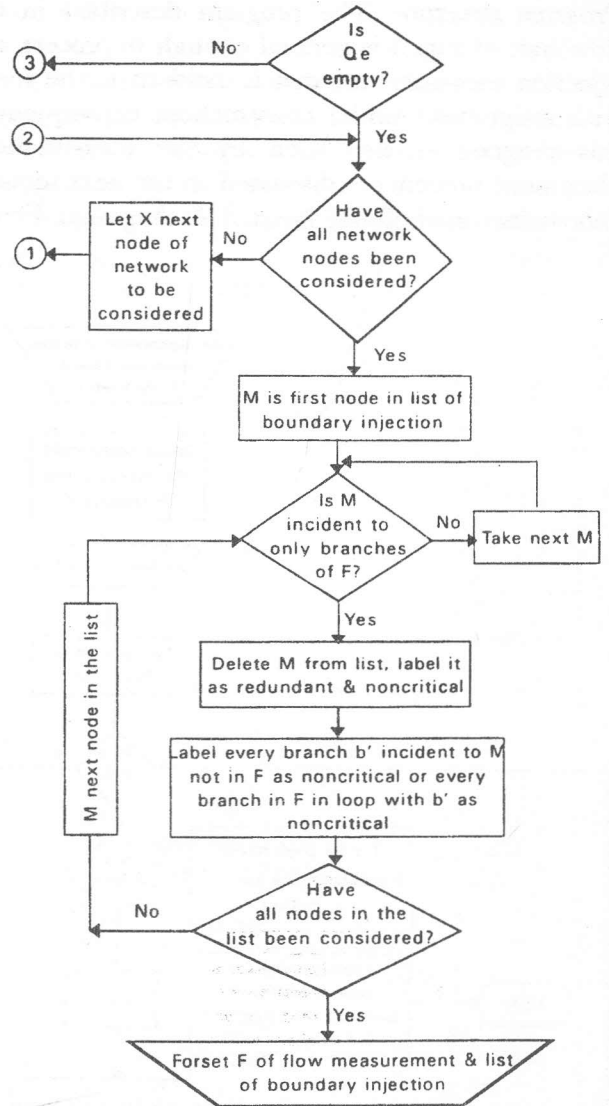 Is
Qe
empty?
No
3
2
Yes
Have
all network
nodes been
considered?
No
Let X next
node of
network
to be
considered
1
Yes
M is first node in list of
boundary injection
Is M
incident to
only branches
of F?
No
Take next M
Yes
M next node in the list
Delete M from list, label it
as redundant & noncritical
Label every branch b' incident to M
not in F as noncritical or every
branch in F in loop with b' as
noncritical
Have
all nodes in the
list been considered?
No
Yes
Forset F of flow measurement & list
of boundary injection